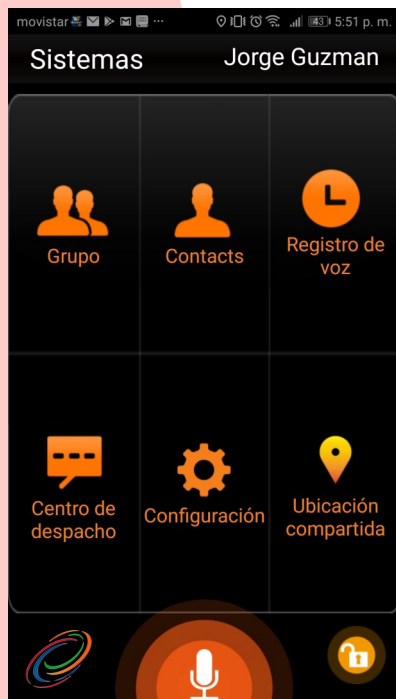 movistar ... 43 5:51 p. m.
Sistemas Jorge Guzman
Grupo
Contacts
Registro de
voz
Centro de
despacho
Configuración
Ubicación
compartida